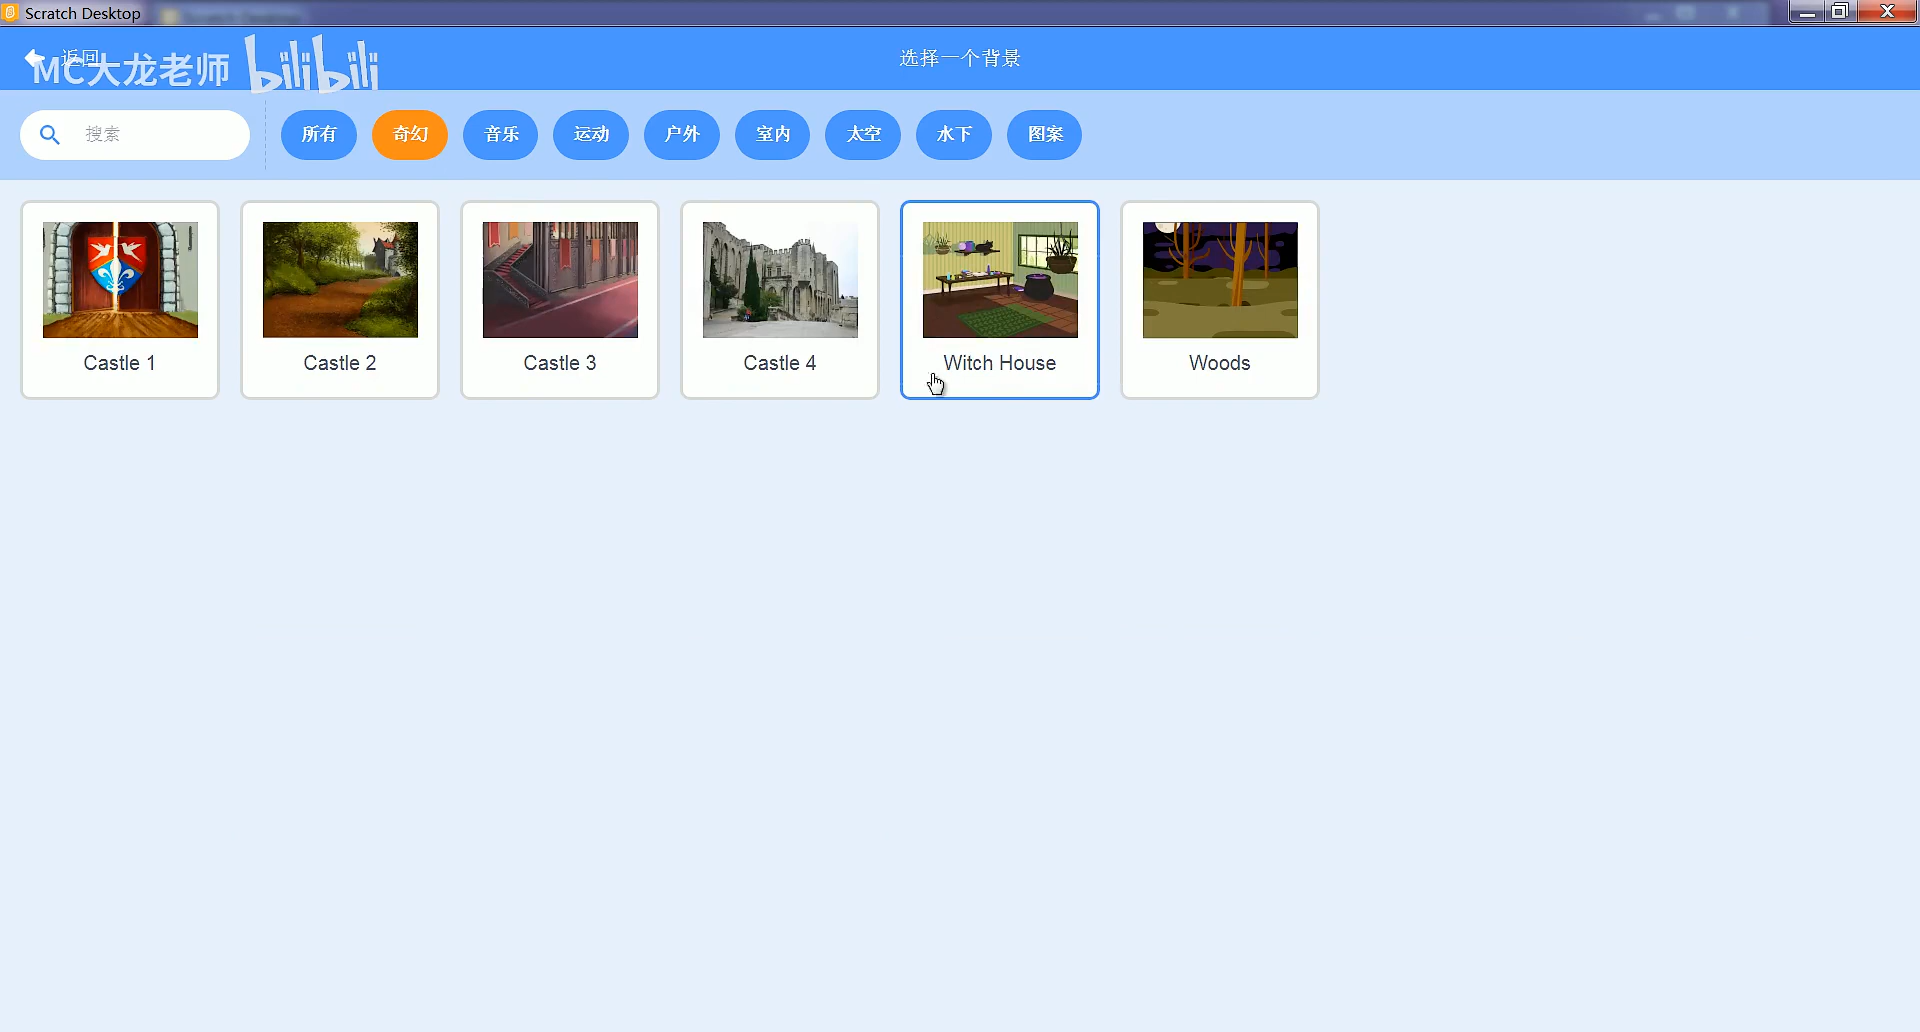 Scratch Desktop
返回
MC大龙老师 bilibili
选择一个背景
搜索
所有 奇幻 音乐 运动 户外 室内 太空 水下 图案
Castle 1 Castle 2 Castle 3 Castle 4 Witch House Woods